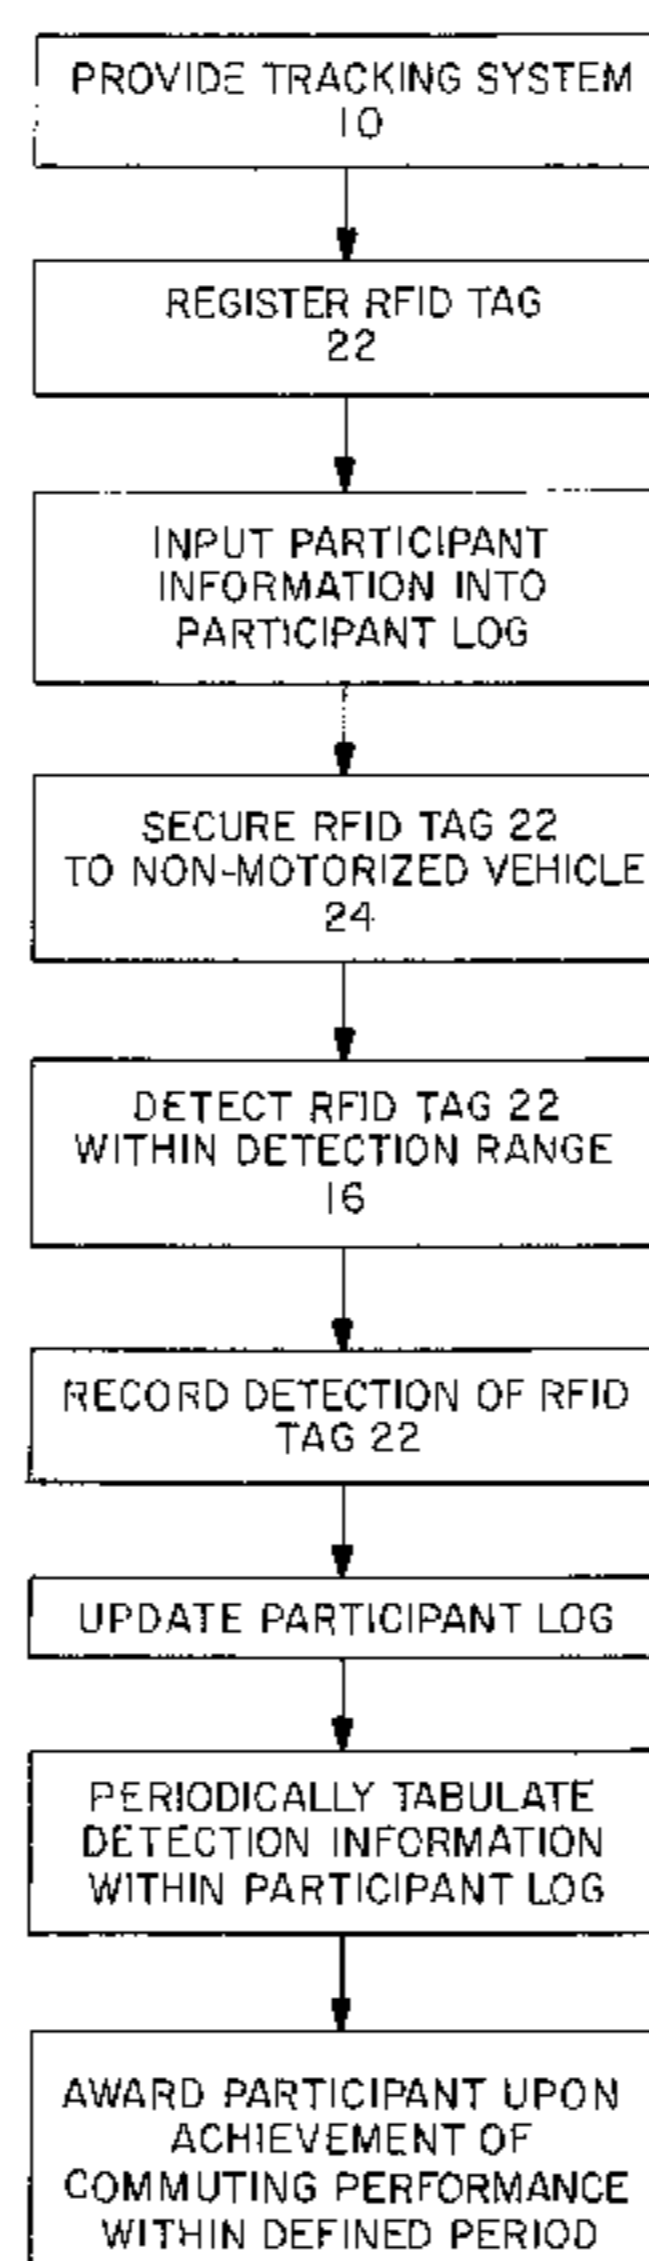 PROVIDE TRACKING SYSTEM
10
REGISTER RFID TAG
22
INPUT PARTICIPANT
INFORMATION INTO
PARTICIPANT LOG
SECURE RFID TAG 22
TO NON-MOTORIZED VEHICLE
24
DETECT RFID TAG 22
WITHIN DETECTION RANGE
16
RECORD DETECTION OF RFID
TAG 22
UPDATE PARTICIPANT LOG
PERIODICALLY TABULATE
DETECTION INFORMATION
WITHIN PARTICIPANT LOG
AWARD PARTICIPANT UPON
ACHIEVEMENT OF
COMMUTING PERFORMANCE
WITHIN DEFINED PERIOD